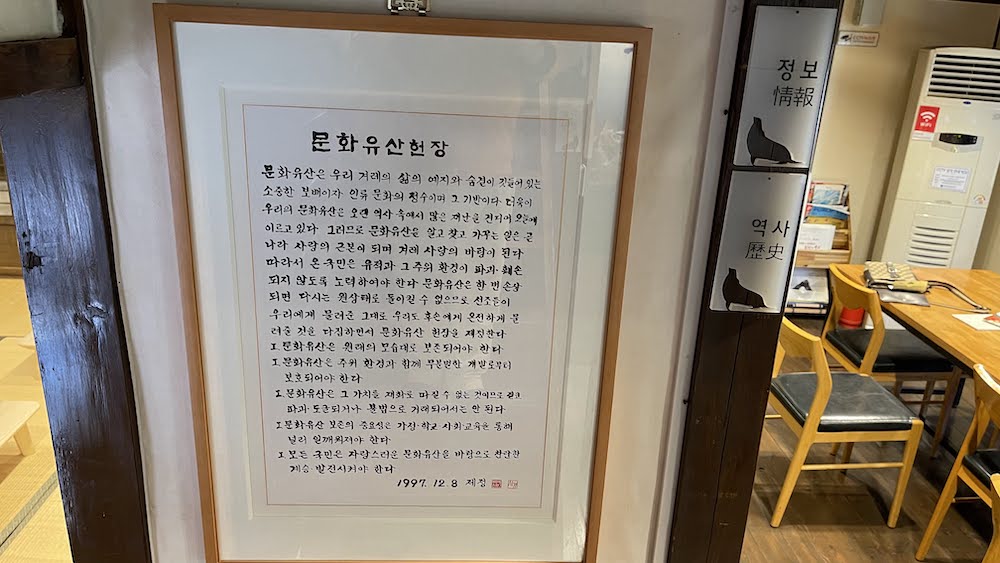 문화유산헌장
문화유산은 우리 겨레의 삶의 예지와 숨결이 깃들어 있는
소중한 보배이자 인류 문화의 정수이며 그 기반이다 더욱이
우리의 문화유산은 오랜 역사 속에서 많은 재난을 견디어 오늘에
이르고 있다 그러므로 문화유산을 알고 찾고 가꾸는 일은 곧
나라 사랑의 근본이 되며 겨레 사랑의 바탕이 된다
따라서 온 국민은 유적과 그 주위 환경이 파괴·훼손
되지 않도록 노력하여야 한다 문화유산은 한 번 손상
되면 다시는 원상태로 돌이킬 수 없으므로 선조들이
우리에게 물려준 그대로 우리도 후손에게 온전하게 물
려줄 것을 다짐하면서 문화유산 헌장을 제정한다
1. 문화유산은 원래의 모습대로 보존되어야 한다
1. 문화유산은 주위 환경과 함께 무분별한 개발로부터
보호되어야 한다
1. 문화유산은 그 가치를 재화로 따질 수 없는 것이므로 결코
파괴·도굴되거나 불법으로 거래되어서는 안 된다
1. 문화유산 보존의 중요성은 가정·학교·사회 교육을 통해
널리 일깨워져야 한다
1. 모든 국민은 자랑스러운 문화유산을 바탕으로 찬란한
계승·발전시켜야 한다
1997. 12. 8 제정
정보
情報
역사
歷史